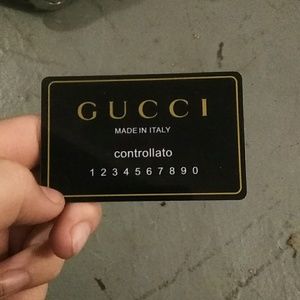 GUCCI
MADE IN ITALY
controllato
1 2 3 4 5 6 7 8 9 0